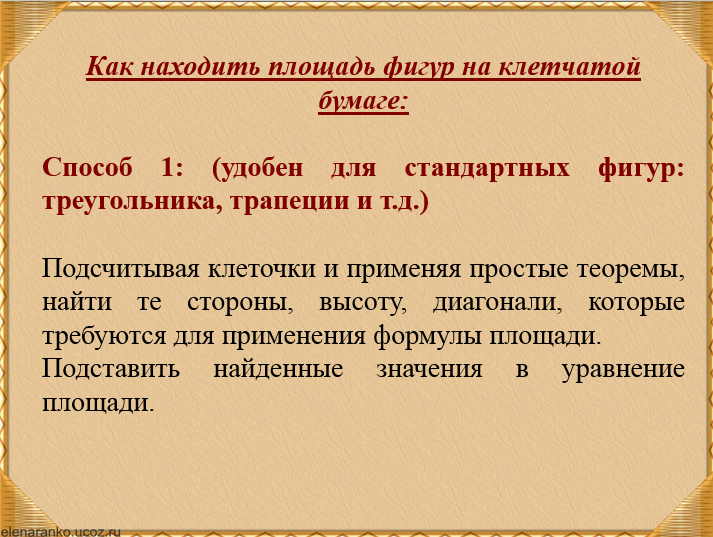 Как находить площадь фигур на клетчатой
бумаге:
Способ 1: (удобен для стандартных фигур:
треугольника, трапеции и т.д.)
Подсчитывая клеточки и применяя простые теоремы,
найти те стороны, высоту, диагонали, которые
требуются для применения формулы площади.
Подставить найденные значения в уравнение
площади.
elenaranko.ucoz.ru